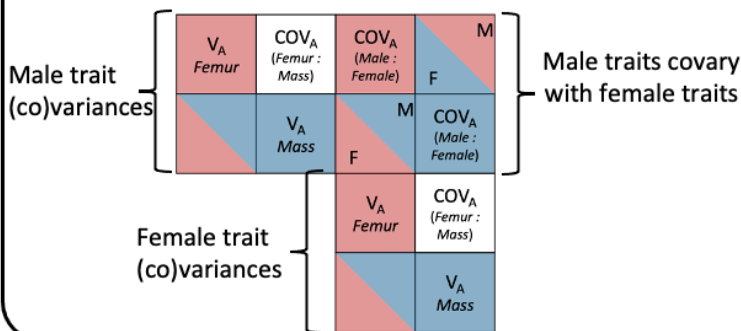 Male trait
(co)variances
V_A
Femur
COV_A
(Femur :
Mass)
COV_A
(Male :
Female)
M
F
V_A
Mass
M
F
COV_A
(Male :
Female)
Male traits covary
with female traits
Female trait
(co)variances
V_A
Femur
COV_A
(Femur :
Mass)
V_A
Mass